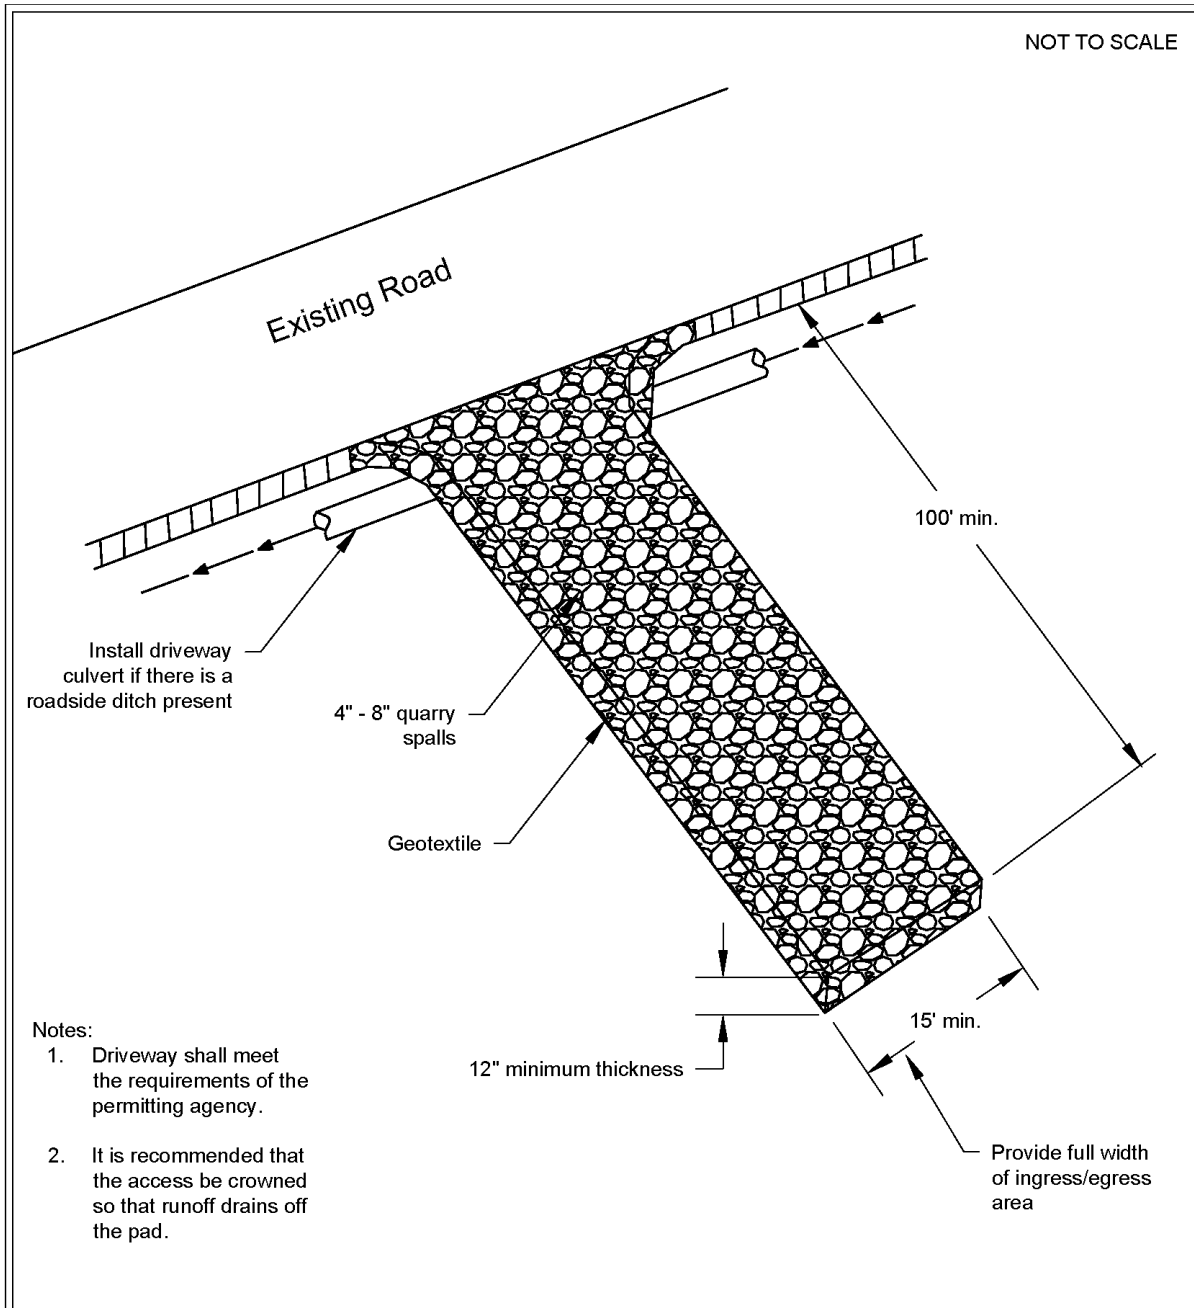 NOT TO SCALE
Existing Road
100' min.
Install driveway
culvert if there is a
roadside ditch present
4" - 8" quarry
spalls
Geotextile
15' min.
12" minimum thickness
Provide full width
of ingress/egress
area
Notes:
1. Driveway shall meet
the requirements of the
permitting agency.
2. It is recommended that
the access be crowned
so that runoff drains off
the pad.